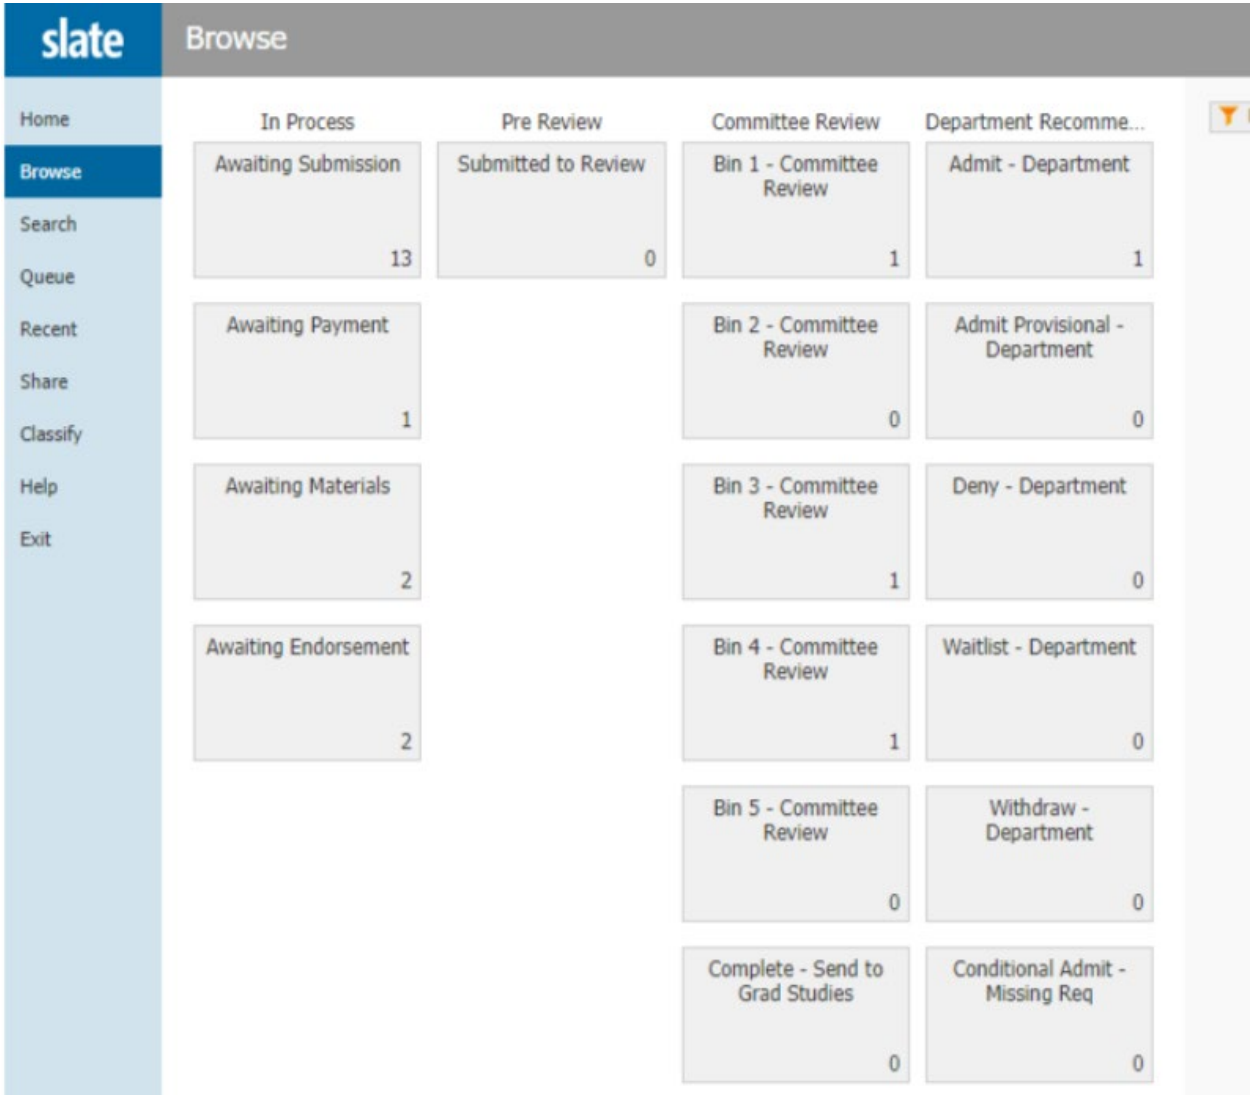 slate
Browse
Home
Browse
Search
Queue
Recent
Share
Classify
Help
Exit
In Process
Awaiting Submission
13
Awaiting Payment
1
Awaiting Materials
2
Awaiting Endorsement
2
Pre Review
Submitted to Review
0
Committee Review
Bin 1 - Committee
Review
1
Bin 2 - Committee
Review
0
Bin 3 - Committee
Review
1
Bin 4 - Committee
Review
1
Bin 5 - Committee
Review
0
Complete - Send to
Grad Studies
0
Department Recomme...
Admit - Department
1
Admit Provisional -
Department
0
Deny - Department
0
Waitlist - Department
0
Withdraw -
Department
0
Conditional Admit -
Missing Req
0